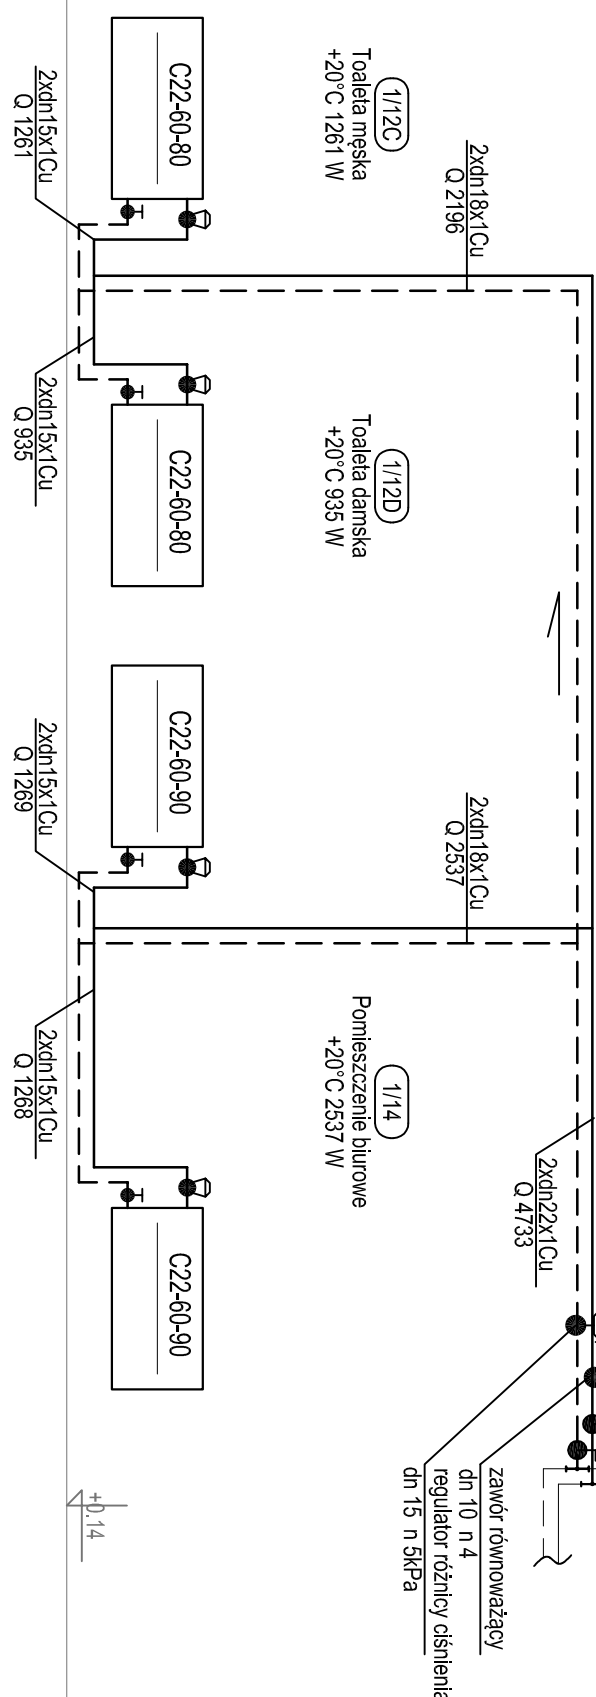 1/12C
Toaleta męska
+20°C 1261 W
C22-60-80
2xdn15x1Cu
Q 1261
2xdn18x1Cu
Q 2196
1/12D
Toaleta damska
+20°C 935 W
C22-60-80
2xdn15x1Cu
Q 935
C22-60-90
2xdn15x1Cu
Q 1269
2xdn18x1Cu
Q 2537
1/14
Pomieszczenie biurowe
+20°C 2537 W
2xdn15x1Cu
Q 1268
C22-60-90
2xdn22x1Cu
Q 4733
zawór równoważący
dn 10 n 4
regulator różnicy ciśnienia
dn 15 n 5kPa
+0.14